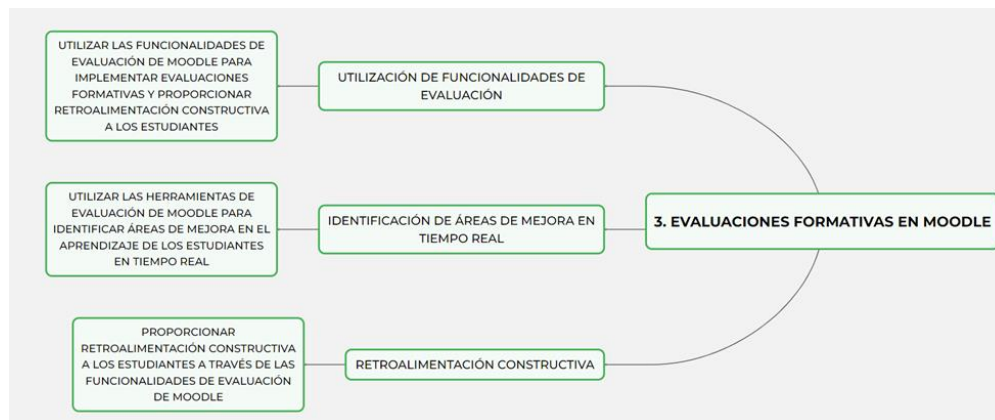 UTILIZAR LAS FUNCIONALIDADES DE
EVALUACIÓN DE MOODLE PARA
IMPLEMENTAR EVALUACIONES
FORMATIVAS Y PROPORCIONAR
RETROALIMENTACIÓN CONSTRUCTIVA
A LOS ESTUDIANTES
UTILIZACIÓN DE FUNCIONALIDADES DE
EVALUACIÓN
UTILIZAR LAS HERRAMIENTAS DE
EVALUACIÓN DE MOODLE PARA
IDENTIFICAR ÁREAS DE MEJORA EN EL
APRENDIZAJE DE LOS ESTUDIANTES
EN TIEMPO REAL
IDENTIFICACIÓN DE ÁREAS DE MEJORA EN
TIEMPO REAL
3. EVALUACIONES FORMATIVAS EN MOODLE
PROPORCIONAR
RETROALIMENTACIÓN CONSTRUCTIVA
A LOS ESTUDIANTES A TRAVÉS DE LAS
FUNCIONALIDADES DE EVALUACIÓN
DE MOODLE
RETROALIMENTACIÓN CONSTRUCTIVA